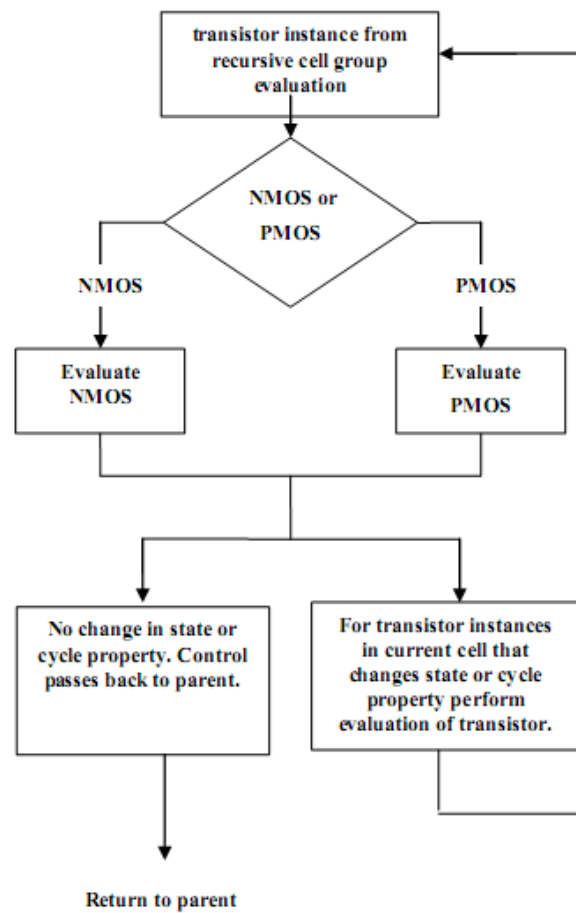 transistor instance from
recursive cell group
evaluation
NMOS or
PMOS
NMOS
PMOS
Evaluate
NMOS
Evaluate
PMOS
No change in state or
cycle property. Control
passes back to parent.
For transistor instances
in current cell that
changes state or cycle
property perform
evaluation of transistor.
Return to parent